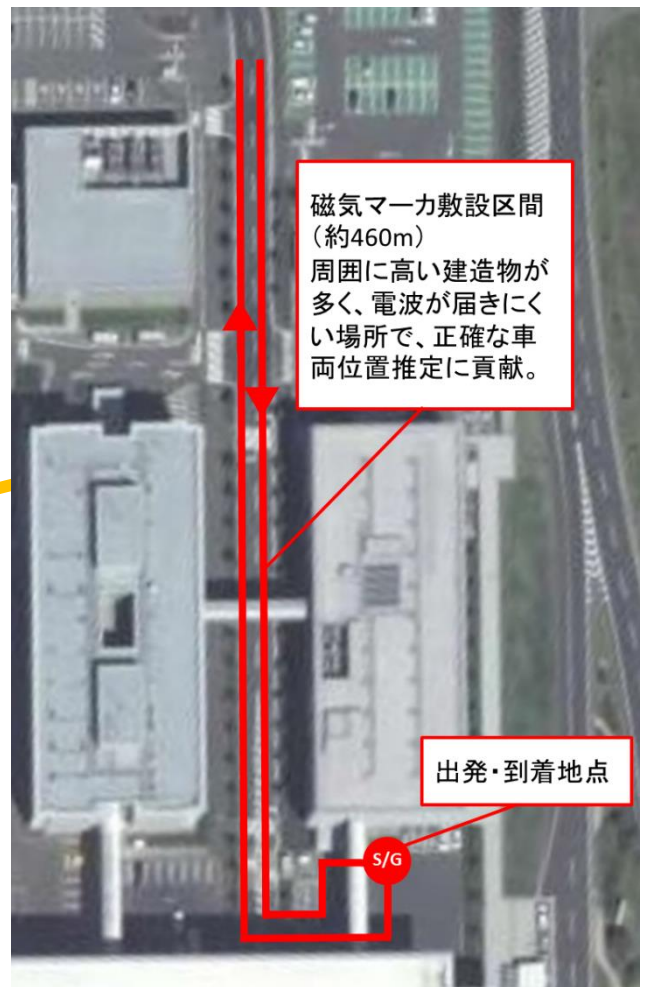 磁気マーカ敷設区間
（約460m）
周囲に高い建造物が
多く、電波が届きにく
い場所で、正確な車
両位置推定に貢献。
出発・到着地点
S/G